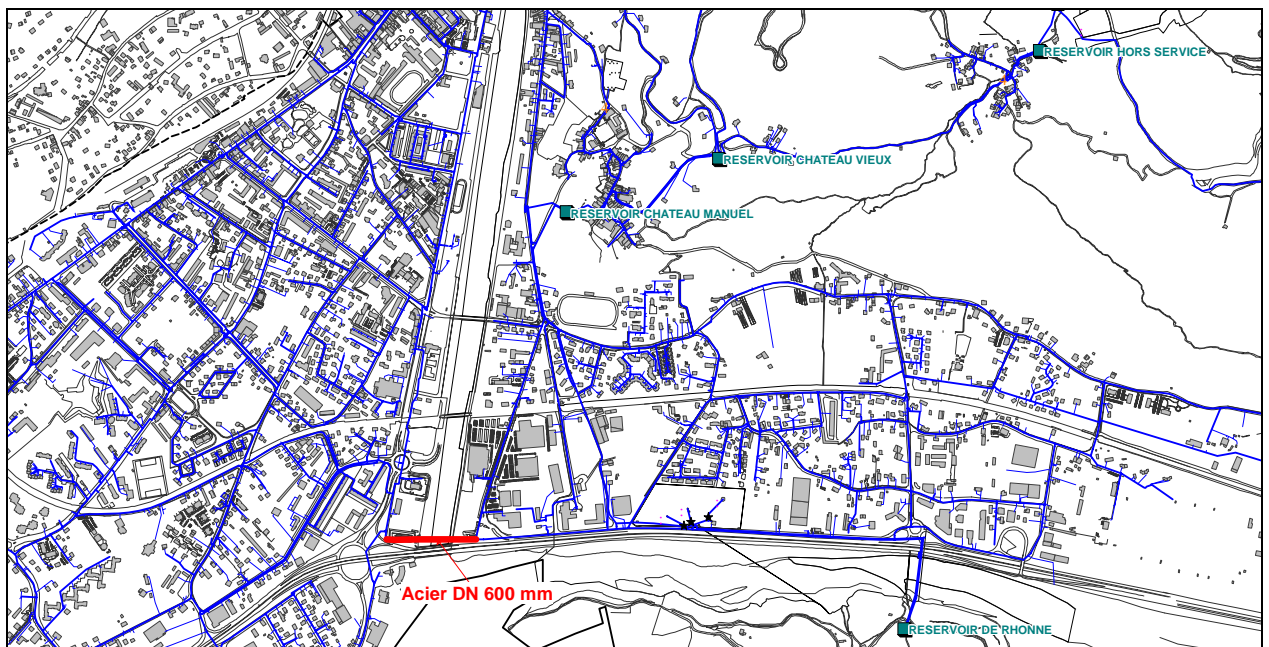 RESERVOIR HORS SERVICE
RESERVOIR CHATEAU VIEUX
RESERVOIR CHATEAU MANUEL
Acier DN 600 mm
RESERVOIR DE RHONNE